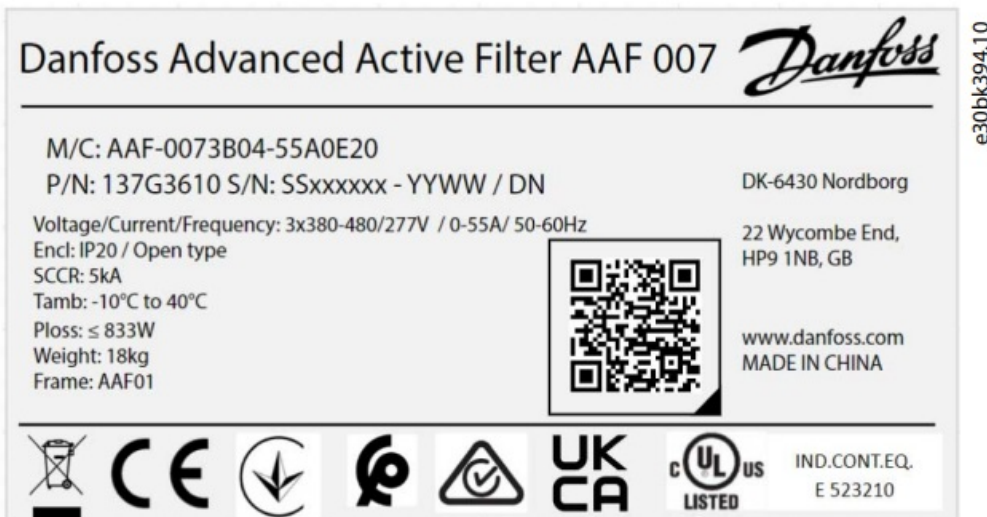 Danfoss Advanced Active Filter AAF 007
Danfoss
M/C: AAF-0073B04-55A0E20
P/N: 137G3610 S/N: SSxxxxxx - YYWW / DN
Voltage/Current/Frequency: 3x380-480/277V / 0-55A/ 50-60Hz
Encl: IP20 / Open type
SCCR: 5kA
Tamb: -10°C to 40°C
Ploss: ≤ 833W
Weight: 18kg
Frame: AAF01
DK-6430 Nordborg
22 Wycombe End,
HP9 1NB, GB
www.danfoss.com
MADE IN CHINA
CE
UK
CA
C UL US
LISTED
IND.CONT.EQ.
E 523210
e30bk394.10